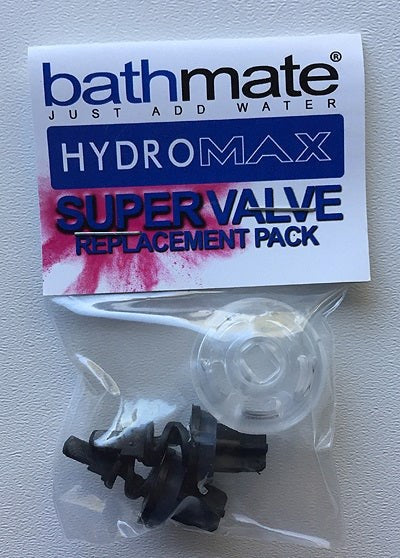 bathmate®
JUST ADD WATER
HYDROMAX
SUPER VALVE
REPLACEMENT PACK